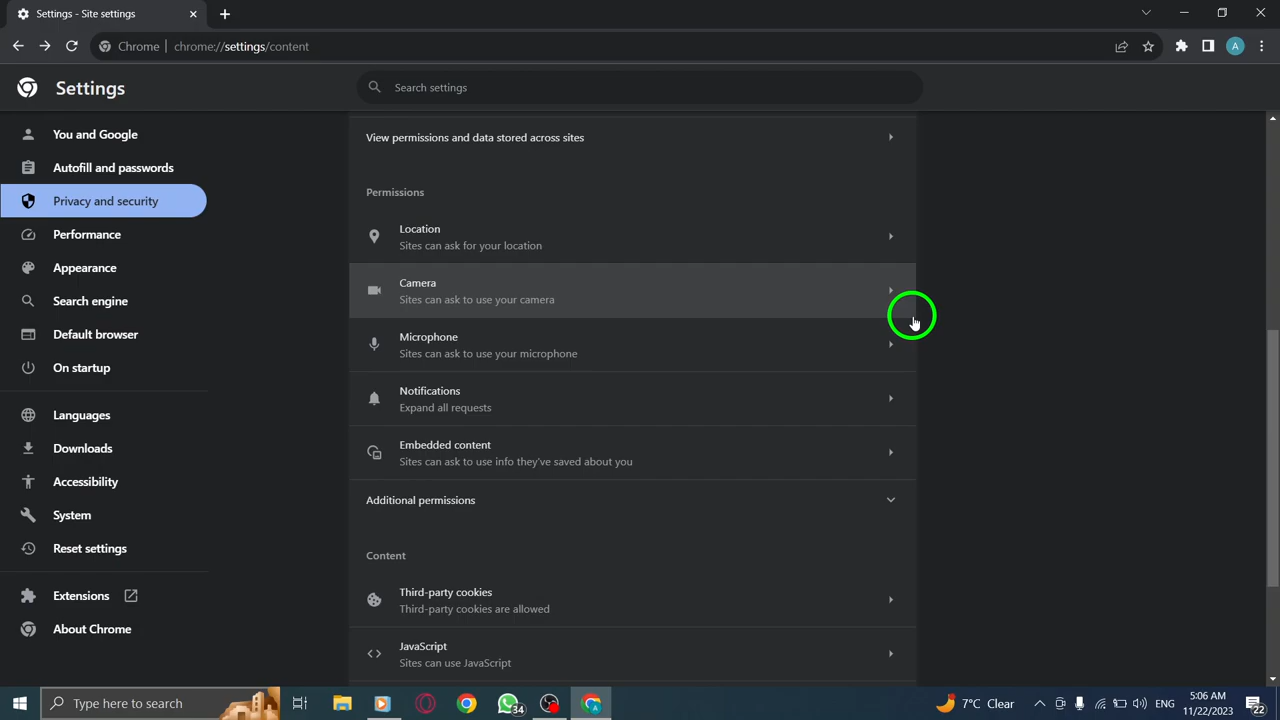 Settings - Site settings
Chrome
chrome://settings/content
A
Settings
Search settings
You and Google
Autofill and passwords
Privacy and security
Performance
Appearance
Search engine
Default browser
On startup
Languages
Downloads
Accessibility
System
Reset settings
Extensions
About Chrome
View permissions and data stored across sites
Permissions
Location
Sites can ask for your location
Camera
Sites can ask to use your camera
Microphone
Sites can ask to use your microphone
Notifications
Expand all requests
Embedded content
Sites can ask to use info they've saved about you
Additional permissions
Content
Third-party cookies
Third-party cookies are allowed
JavaScript
Sites can use JavaScript
Type here to search
34
A
7°C Clear
ENG
5:06 AM
11/22/2023
22